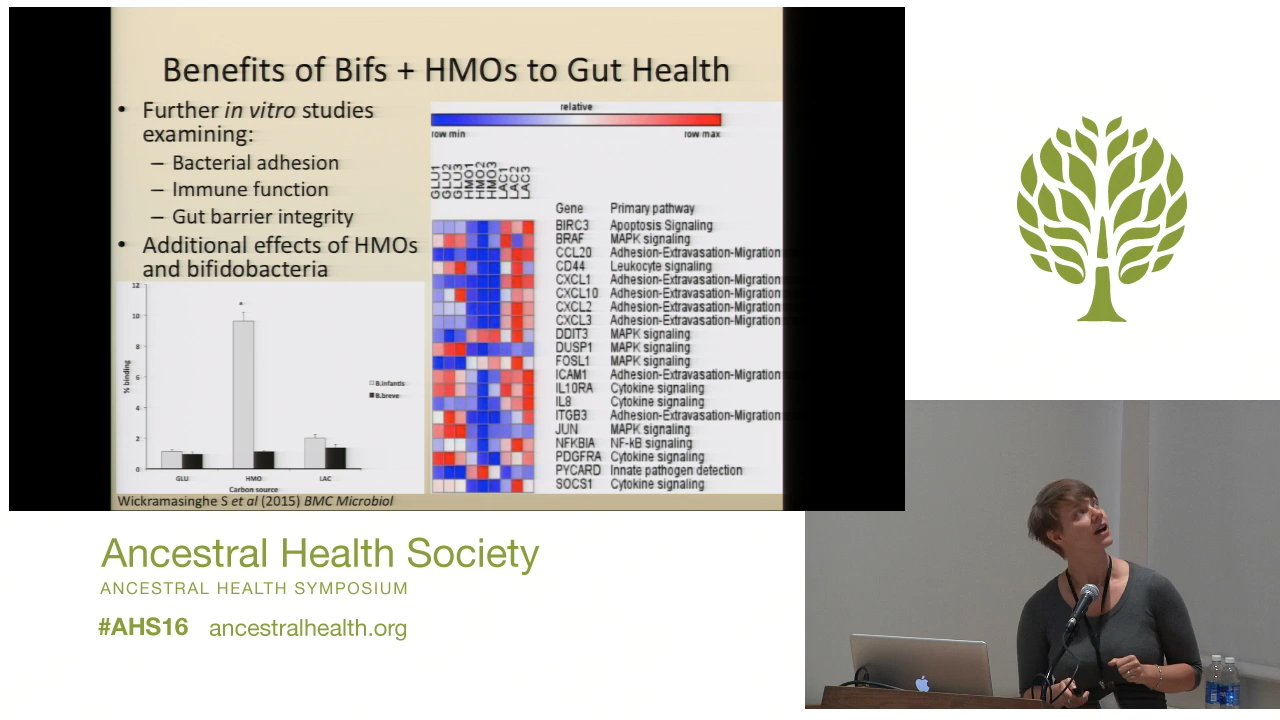 Benefits of Bifs + HMOs to Gut Health
• Further in vitro studies
examining:
– Bacterial adhesion
– Immune function
– Gut barrier integrity
• Additional effects of HMOs
and bifidobacteria
12
10
8
6
4
2
0
% binding
*
B.infantis
B.breve
GLU HMO LAC
Carbon source
Wickramasinghe S et al (2015) BMC Microbiol
relative
row min row max
GLU1 GLU2 GLU3 HMO1 HMO2 HMO3 LAC1 LAC2 LAC3
Gene Primary pathway
BIRC3 Apoptosis Signaling
BRAF MAPK signaling
CCL20 Adhesion-Extravasation-Migration
CD44 Leukocyte signaling
CXCL1 Adhesion-Extravasation-Migration
CXCL10 Adhesion-Extravasation-Migration
CXCL2 Adhesion-Extravasation-Migration
CXCL3 Adhesion-Extravasation-Migration
DDIT3 MAPK signaling
DUSP1 MAPK signaling
FOSL1 MAPK signaling
ICAM1 Adhesion-Extravasation-Migration
IL10RA Cytokine signaling
IL8 Cytokine signaling
ITGB3 Adhesion-Extravasation-Migration
JUN MAPK signaling
NFKBIA NF-kB signaling
PDGFRA Cytokine signaling
PYCARD Innate pathogen detection
SOCS1 Cytokine signaling
Ancestral Health Society
ANCESTRAL HEALTH SYMPOSIUM
#AHS16 ancestralhealth.org